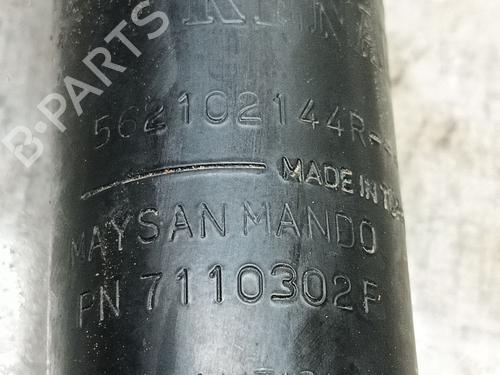 562102144R
MADE IN
MAYSAN MANDO
PN 7110302F
B-PARTS